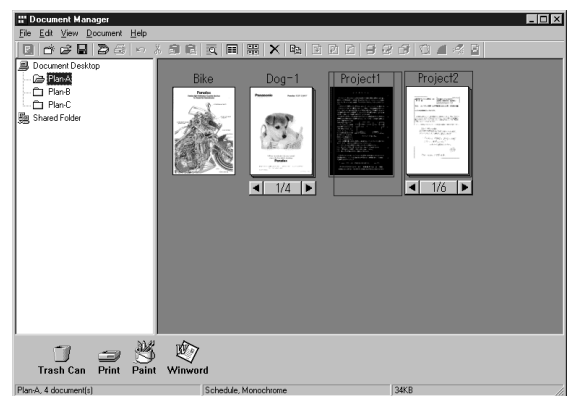 Document Manager
File Edit View Document Help
Document Desktop
Plan-A
Plan-B
Plan-C
Shared Folder
Bike Dog-1 Project1 Project2
Panasonic
1/4 1/6
Trash Can Print Paint Winword
Plan-A, 4 document(s) Schedule, Monochrome 34KB